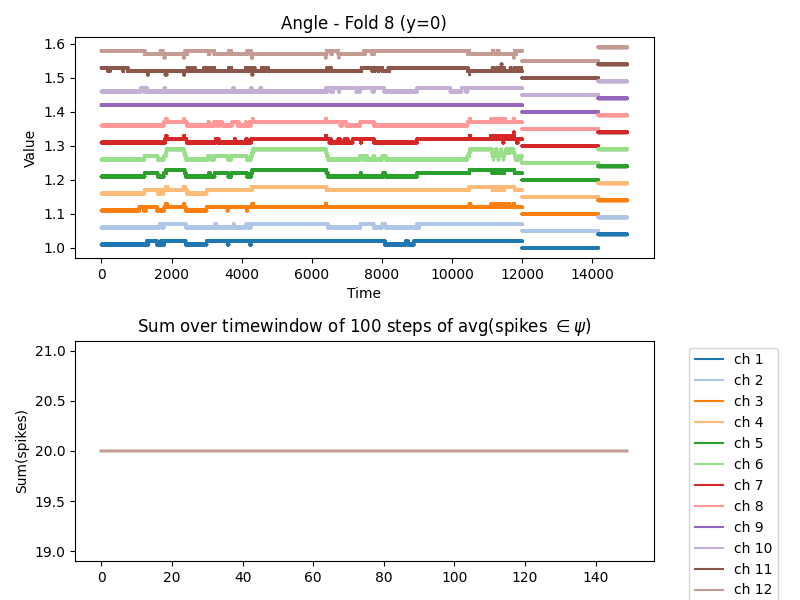 Angle - Fold 8 (y=0)
1.6
1.5
1.4
1.3
1.2
1.1
1.0
Value
0 2000 4000 6000 8000 10000 12000 14000
Time
Sum over timewindow of 100 steps of avg(spikes ∈ ψ)
21.0
20.5
20.0
19.5
19.0
Sum(spikes)
0 20 40 60 80 100 120 140
ch 1
ch 2
ch 3
ch 4
ch 5
ch 6
ch 7
ch 8
ch 9
ch 10
ch 11
ch 12